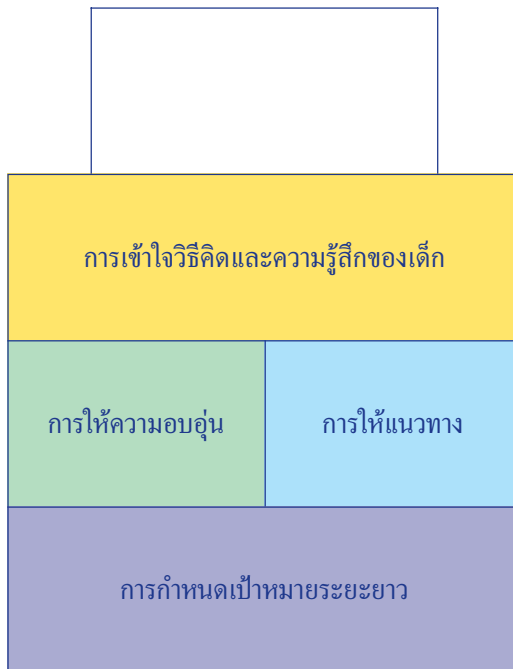 การเข้าใจวิธีคิดและความรู้สึกของเด็ก
การให้ความอบอุ่น
การให้แนวทาง
การกำหนดเป้าหมายระยะยาว